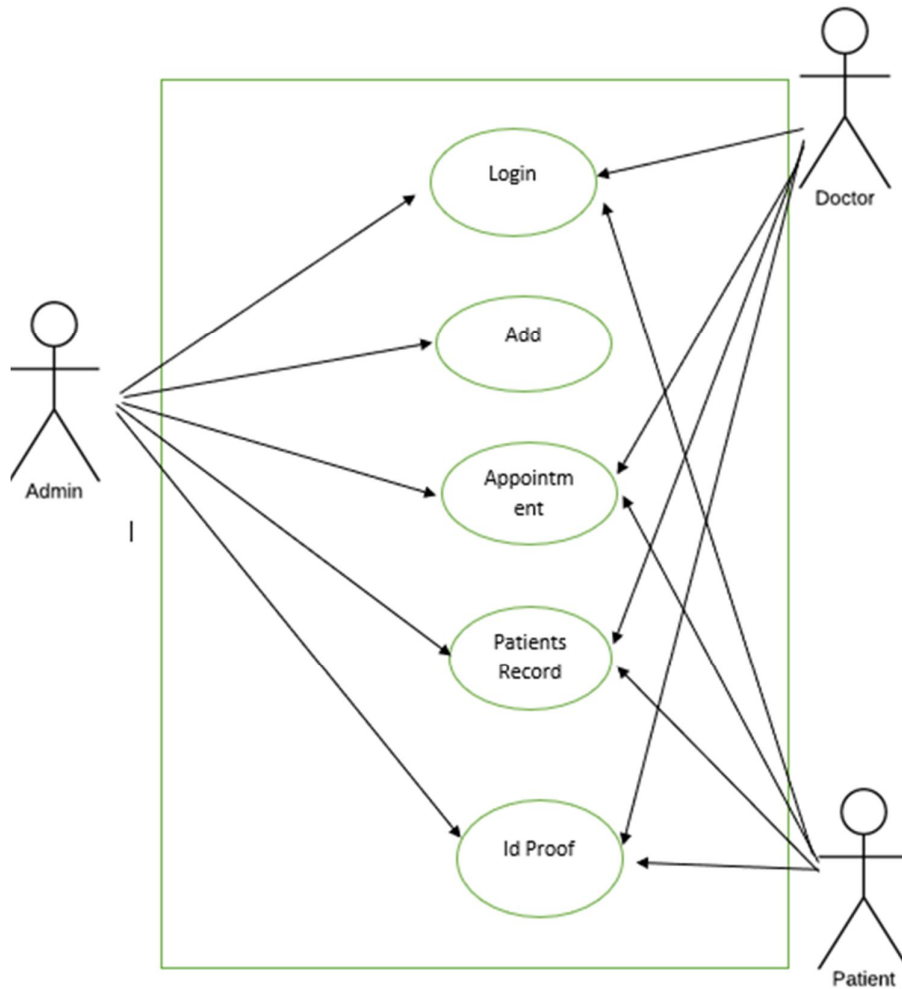 Login
Doctor
Add
Admin
Appointm
ent
Patients
Record
Id Proof
Patient